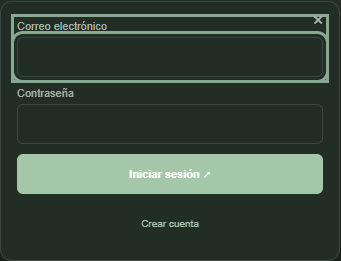 Correo electrónico
×
Contraseña
Iniciar sesión ↗
Crear cuenta